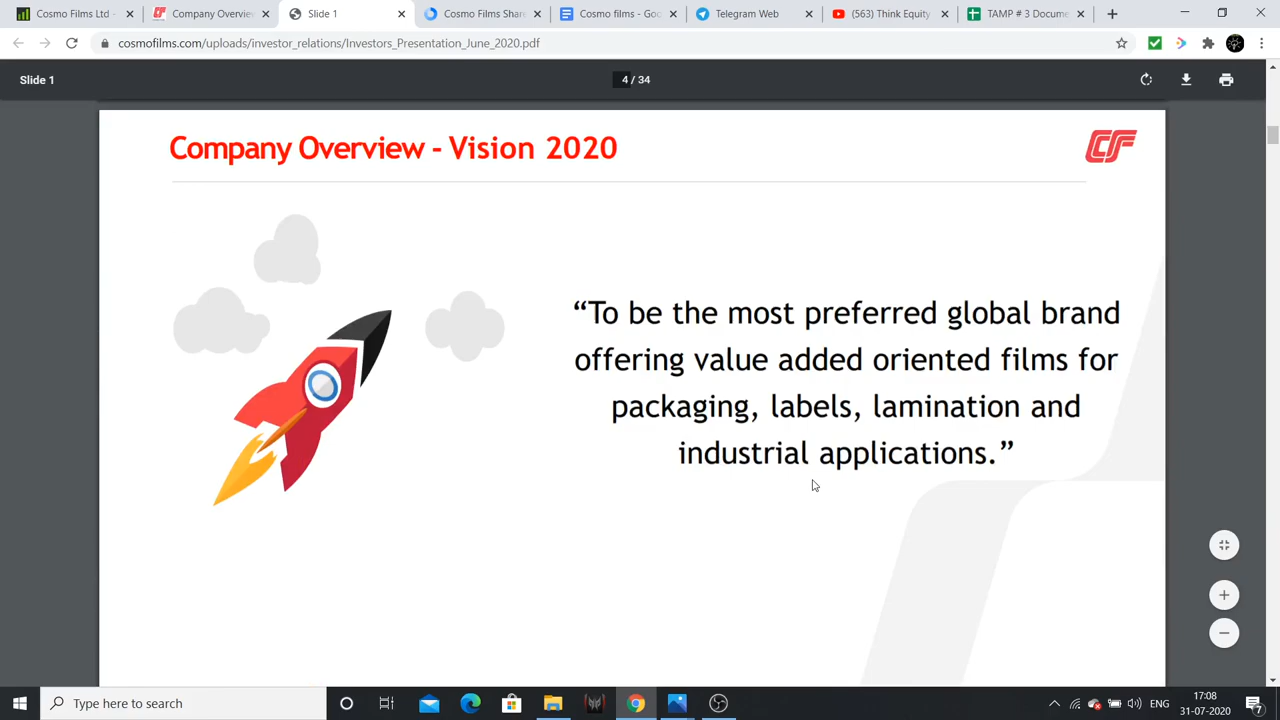 Cosmo Films Ltd -
Company Overview
Slide 1
Cosmo Films Share
Cosmo films - Goo
Telegram Web
(563) Think Equity
TAMP # 3 Docume
cosmofilms.com/uploads/investor_relations/Investors_Presentation_June_2020.pdf
Slide 1
4 / 34
Company Overview - Vision 2020
CF
“To be the most preferred global brand
offering value added oriented films for
packaging, labels, lamination and
industrial applications.”
Type here to search
ENG
17:08
31-07-2020
7